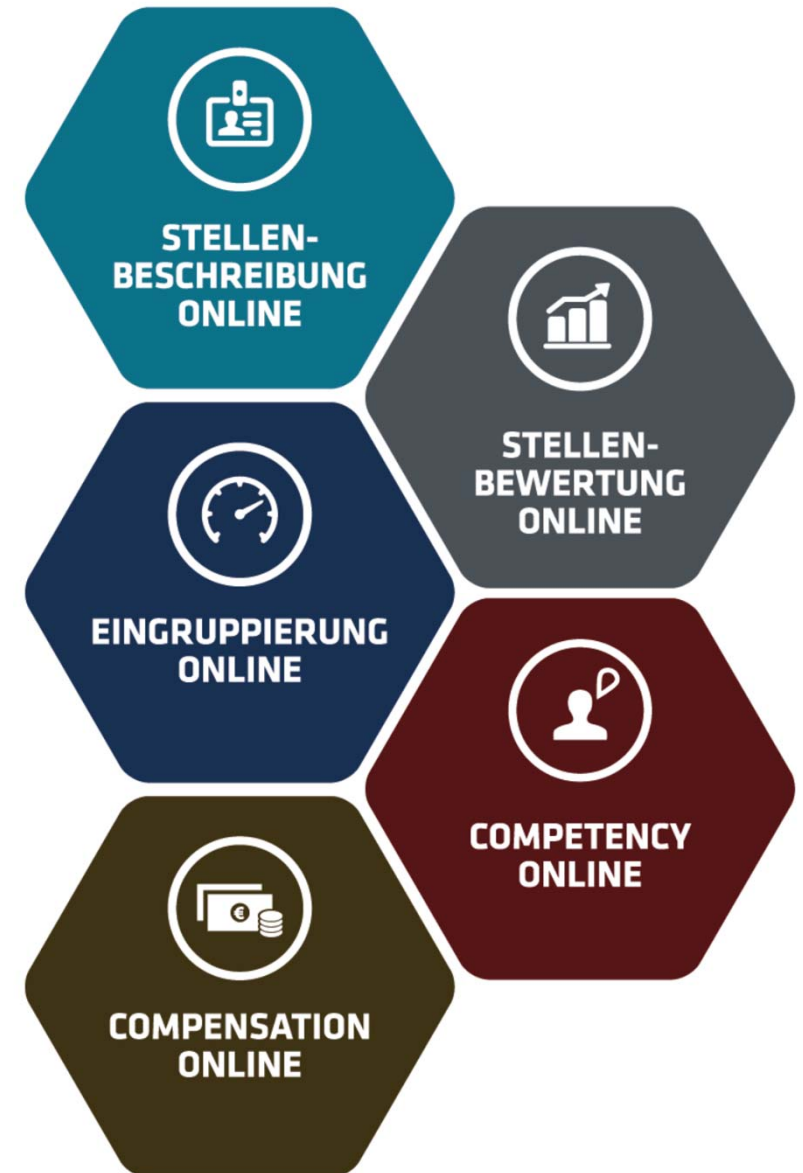 STELLEN-
BESCHREIBUNG
ONLINE
STELLEN-
BEWERTUNG
ONLINE
EINGRUPPIERUNG
ONLINE
COMPETENCY
ONLINE
COMPENSATION
ONLINE